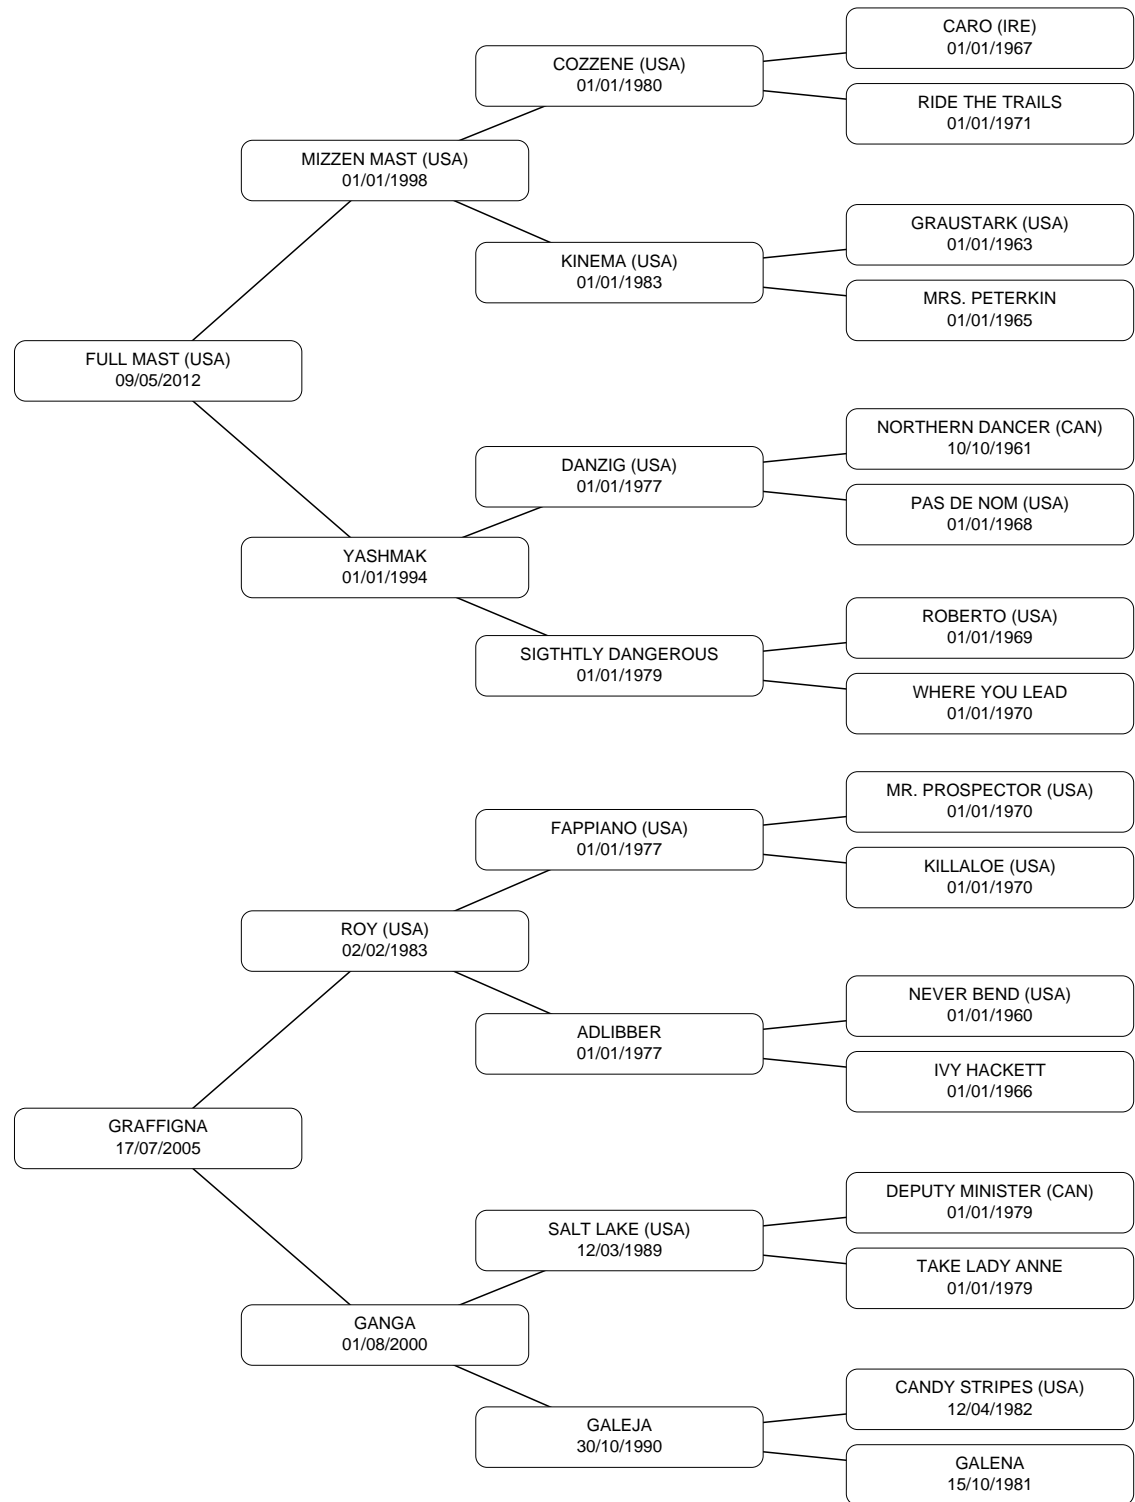 CARO (IRE)
01/01/1967
COZZENE (USA)
01/01/1980
RIDE THE TRAILS
01/01/1971
MIZZEN MAST (USA)
01/01/1998
GRAUSTARK (USA)
01/01/1963
KINEMA (USA)
01/01/1983
MRS. PETERKIN
01/01/1965
FULL MAST (USA)
09/05/2012
NORTHERN DANCER (CAN)
10/10/1961
DANZIG (USA)
01/01/1977
PAS DE NOM (USA)
01/01/1968
YASHMAK
01/01/1994
ROBERTO (USA)
01/01/1969
SIGTHTLY DANGEROUS
01/01/1979
WHERE YOU LEAD
01/01/1970
MR. PROSPECTOR (USA)
01/01/1970
FAPPIANO (USA)
01/01/1977
KILLALOE (USA)
01/01/1970
ROY (USA)
02/02/1983
NEVER BEND (USA)
01/01/1960
ADLIBBER
01/01/1977
IVY HACKETT
01/01/1966
GRAFFIGNA
17/07/2005
DEPUTY MINISTER (CAN)
01/01/1979
SALT LAKE (USA)
12/03/1989
TAKE LADY ANNE
01/01/1979
GANGA
01/08/2000
CANDY STRIPES (USA)
12/04/1982
GALEJA
30/10/1990
GALENA
15/10/1981